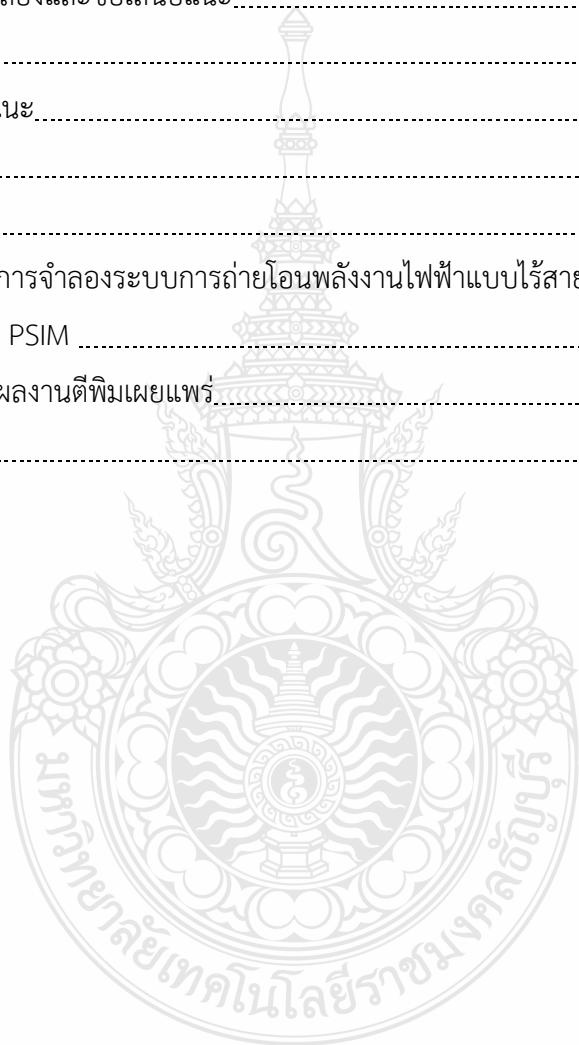 และข้อเสนอแนะ
นะ
การจำลองระบบการถ่ายโอนพลังงานไฟฟ้าแบบไร้สาย
PSIM
ผลงานตีพิมเผยแพร่
มหาวิทยาลัยเทคโนโลยีราชมงคลธัญบุรี